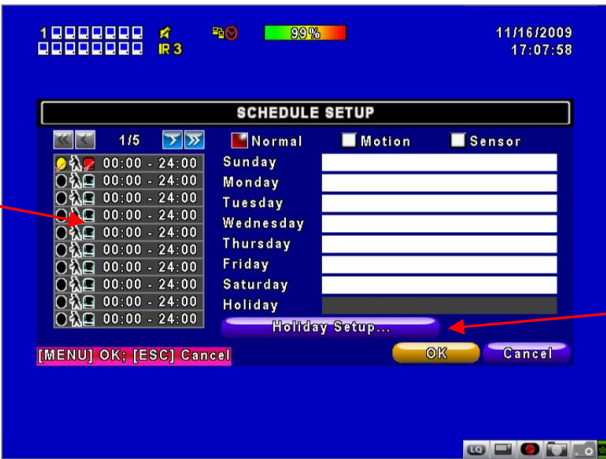 1
IR 3
99%
11/16/2009
17:07:58
SCHEDULE SETUP
1/5
Normal Motion Sensor
00:00 - 24:00
00:00 - 24:00
00:00 - 24:00
00:00 - 24:00
00:00 - 24:00
00:00 - 24:00
00:00 - 24:00
00:00 - 24:00
00:00 - 24:00
00:00 - 24:00
Sunday
Monday
Tuesday
Wednesday
Thursday
Friday
Saturday
Holiday
Holiday Setup...
[MENU] OK; [ESC] Cancel
OK Cancel
LQ